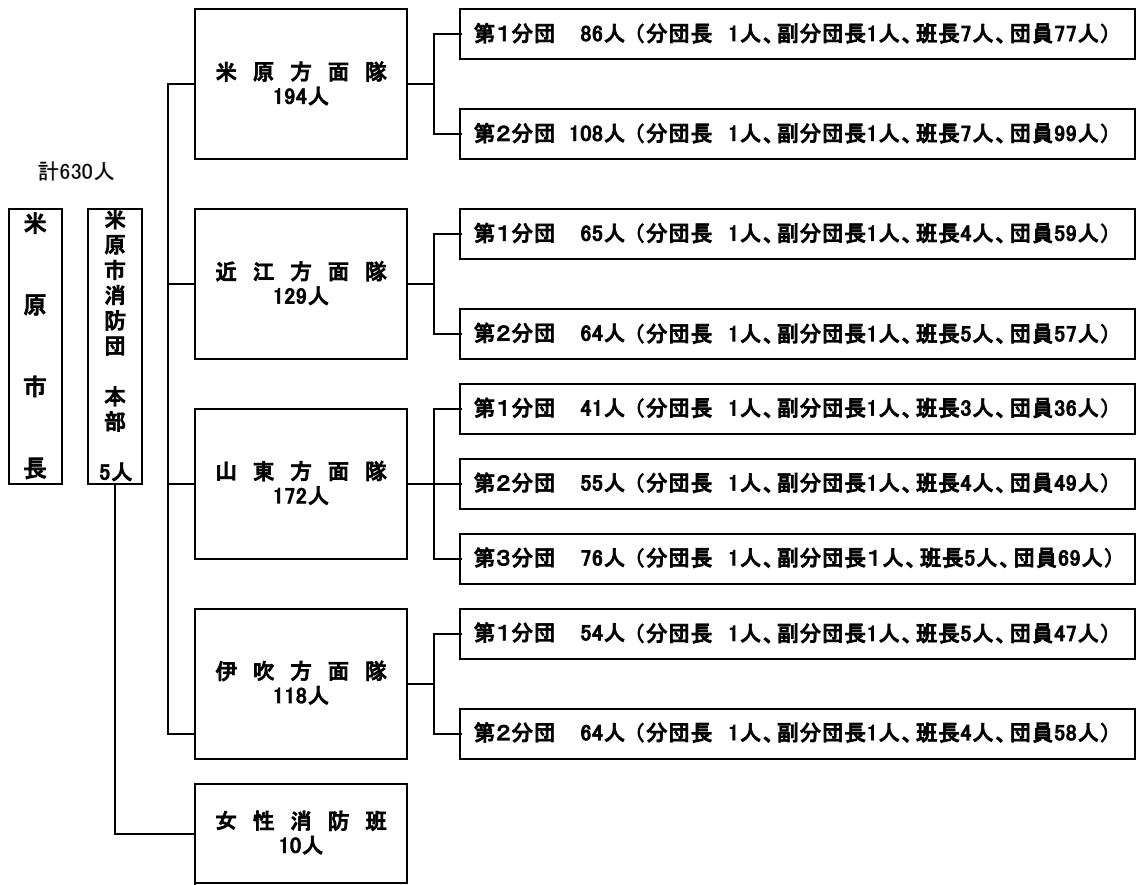 計630人
米原市長
米原市消防団 本部 5人
米原方面隊
194人
第1分団 86人（分団長 1人、副分団長1人、班長7人、団員77人）
第2分団 108人（分団長 1人、副分団長1人、班長7人、団員99人）
近江方面隊
129人
第1分団 65人（分団長 1人、副分団長1人、班長4人、団員59人）
第2分団 64人（分団長 1人、副分団長1人、班長5人、団員57人）
山東方面隊
172人
第1分団 41人（分団長 1人、副分団長1人、班長3人、団員36人）
第2分団 55人（分団長 1人、副分団長1人、班長4人、団員49人）
第3分団 76人（分団長 1人、副分団長１人、班長5人、団員69人）
伊吹方面隊
118人
第1分団 54人（分団長 1人、副分団長1人、班長5人、団員47人）
第2分団 64人（分団長 1人、副分団長1人、班長4人、団員58人）
女性消防班
10人